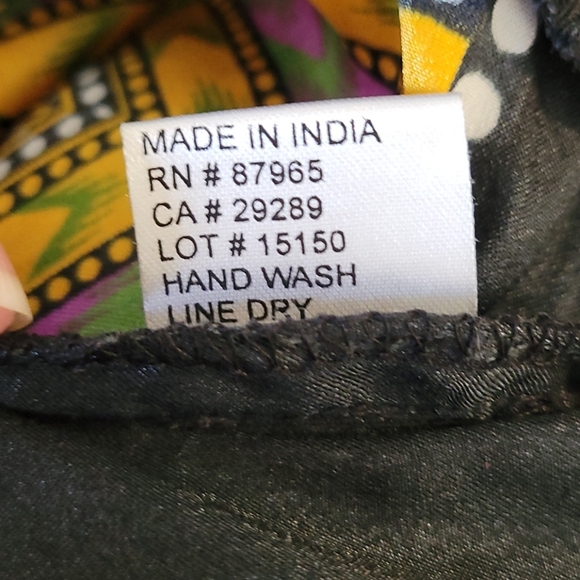 MADE IN INDIA
RN # 87965
CA # 29289
LOT # 15150
HAND WASH
LINE DRY